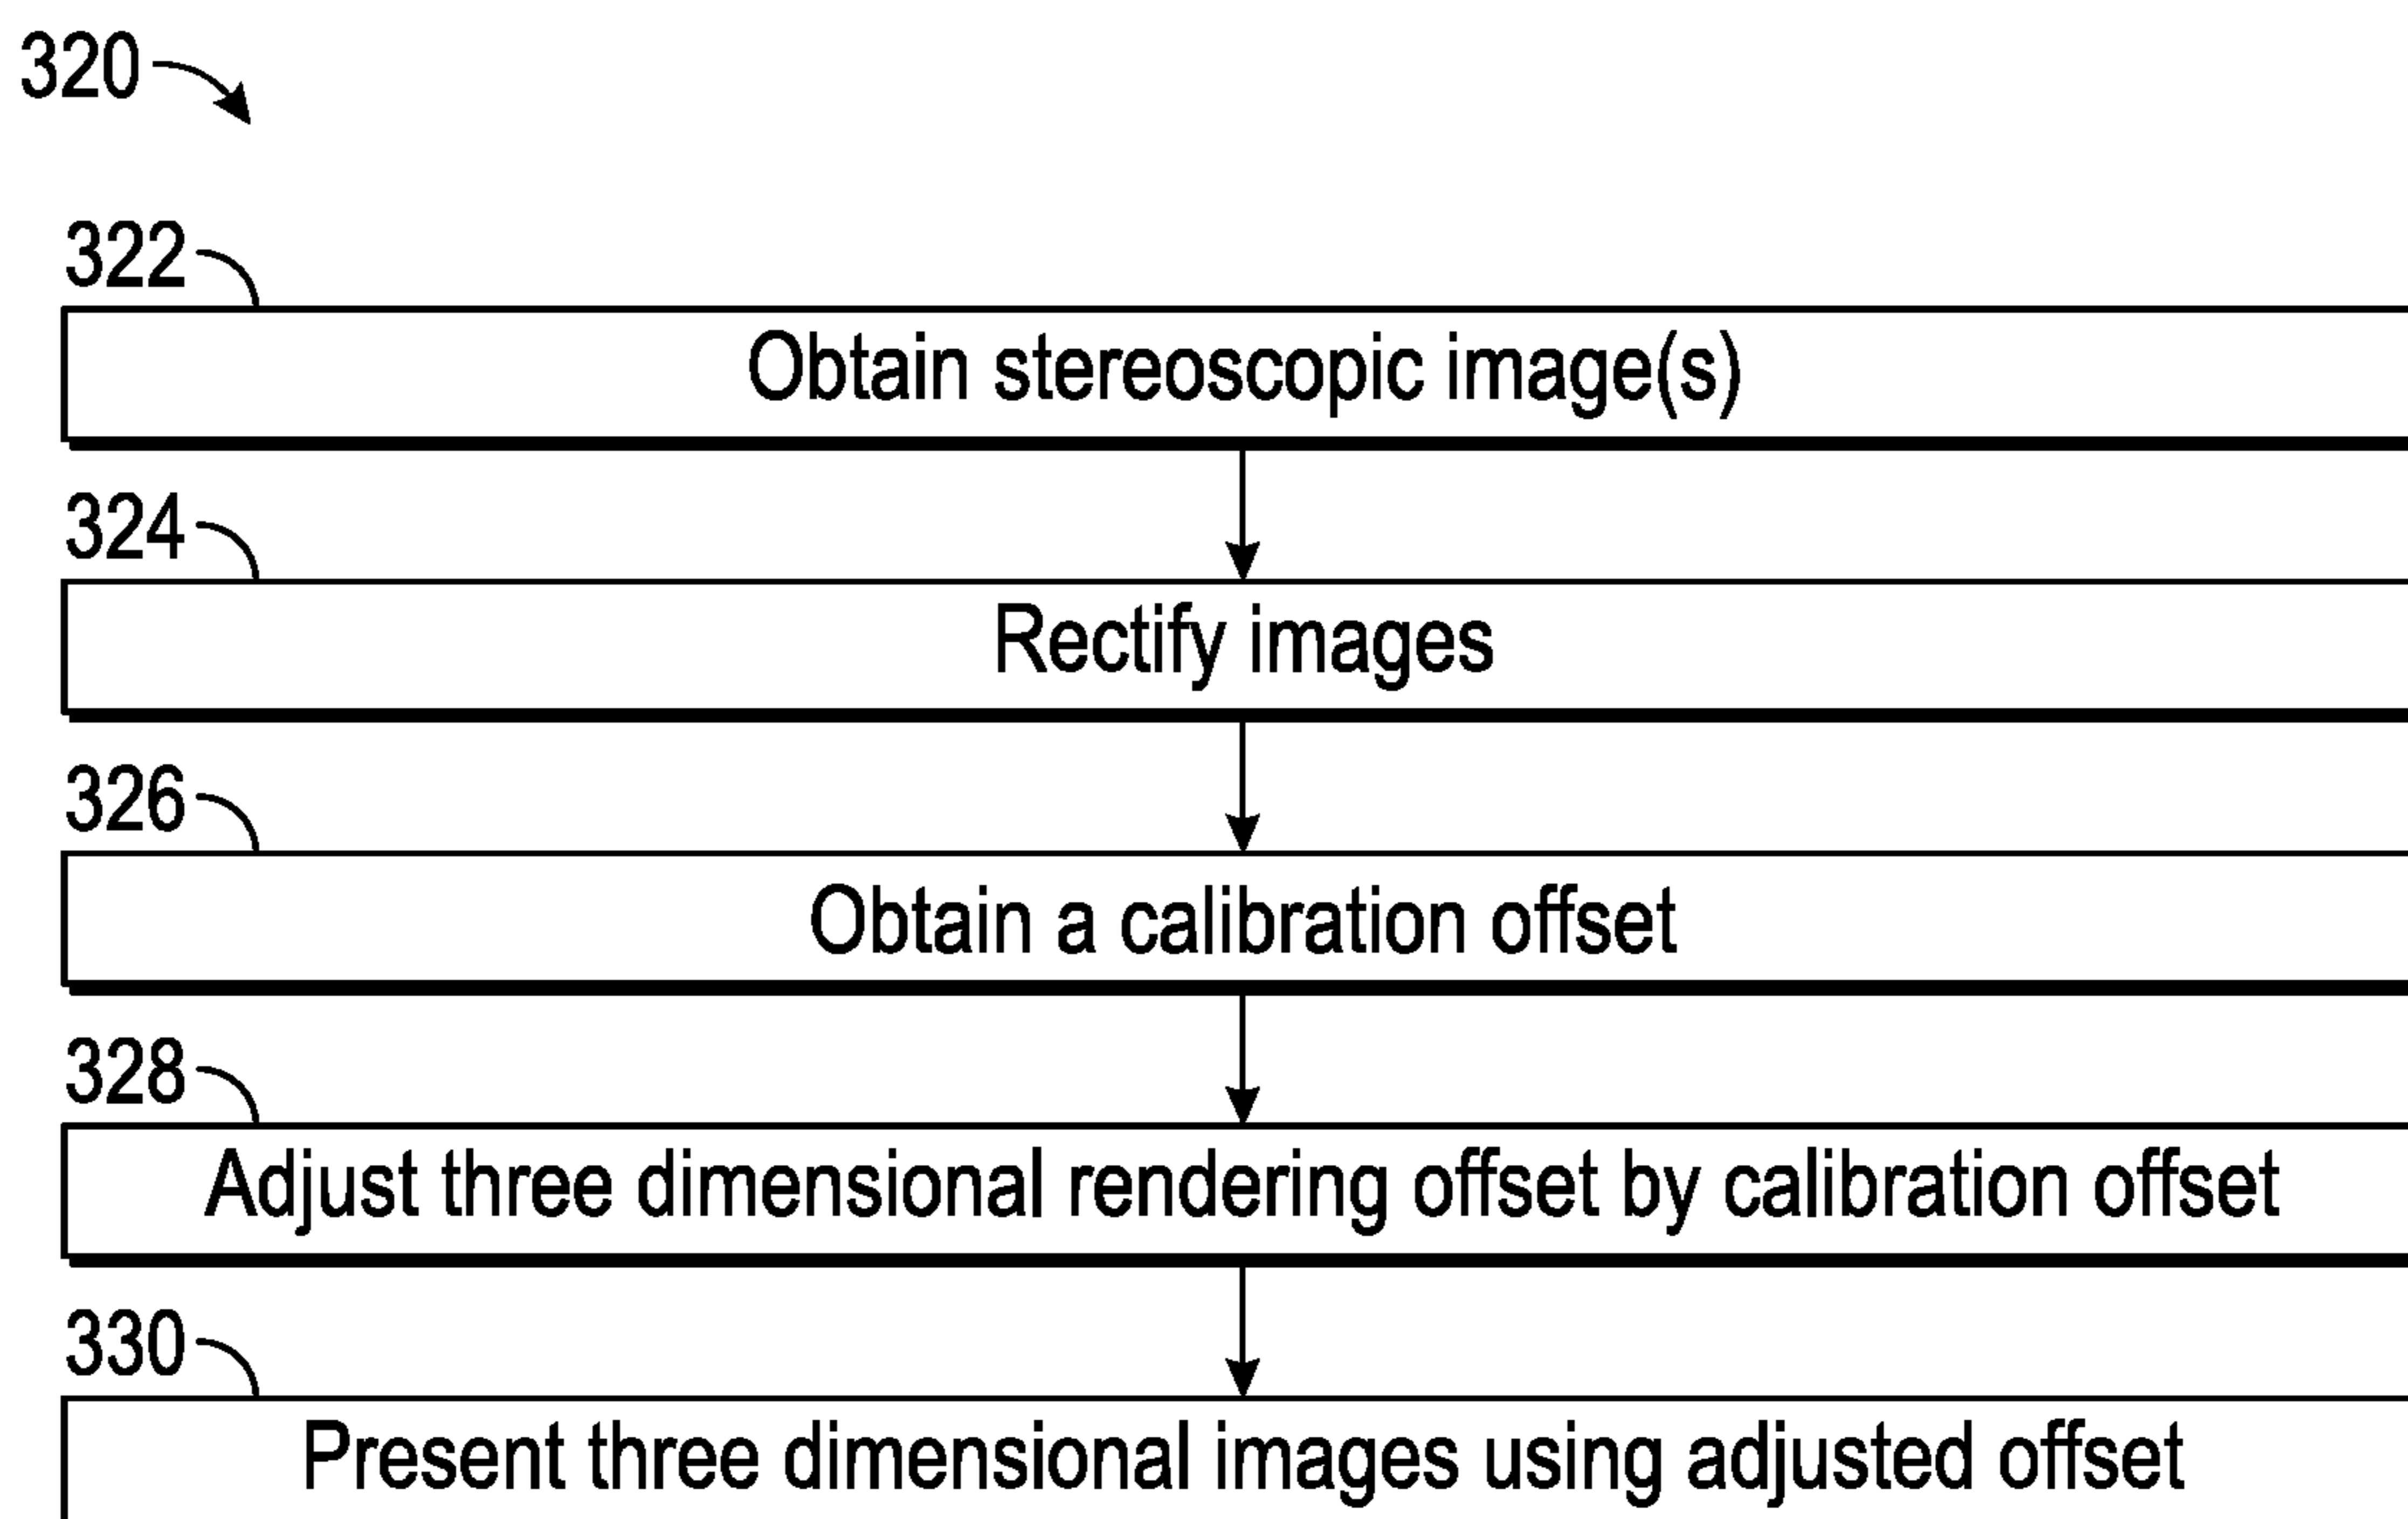 320
322
Obtain stereoscopic image(s)
324
Rectify images
326
Obtain a calibration offset
328
Adjust three dimensional rendering offset by calibration offset
330
Present three dimensional images using adjusted offset